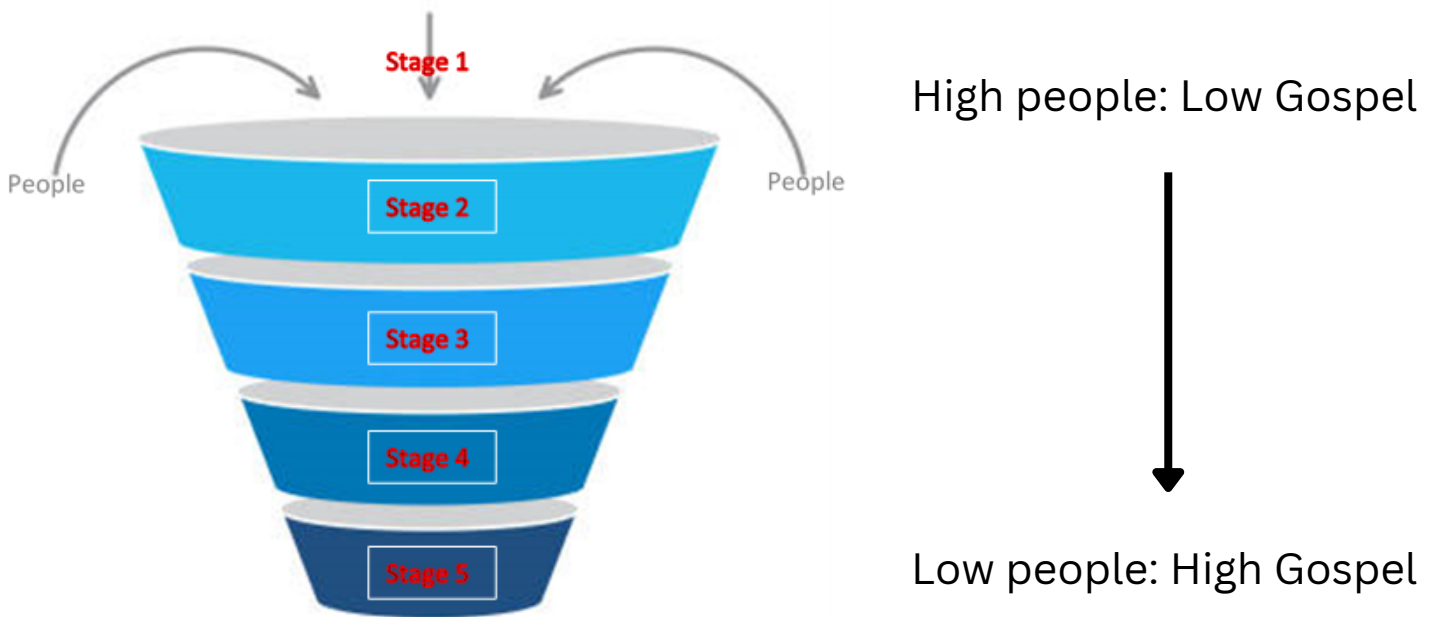 Stage 1
High people: Low Gospel
People
People
Stage 2
Stage 3
Stage 4
Stage 5
Low people: High Gospel